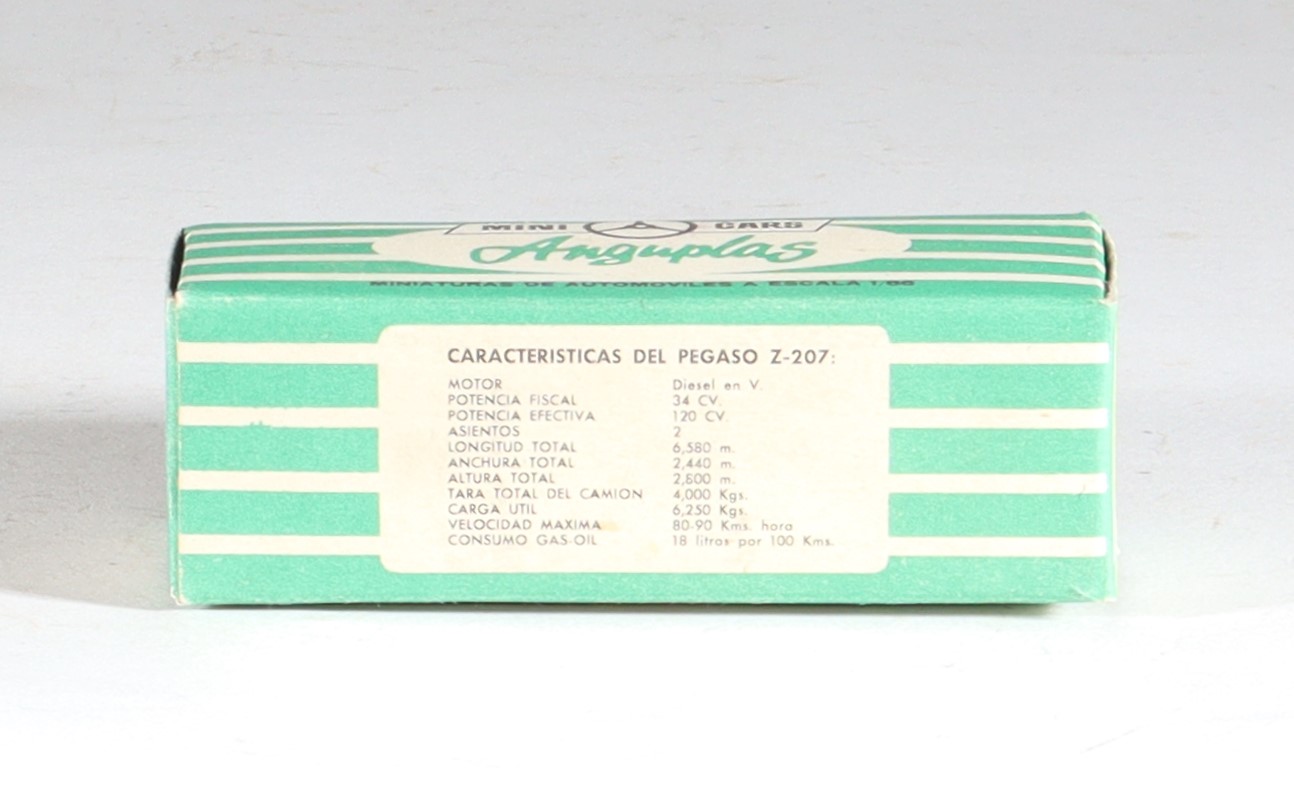 MINI CARS
Anguplas
MINIATURAS DE AUTOMOVILES A ESCALA 1/86
CARACTERISTICAS DEL PEGASO Z-207:
MOTOR Diesel en V.
POTENCIA FISCAL 34 CV.
POTENCIA EFECTIVA 120 CV.
ASIENTOS 2
LONGITUD TOTAL 6,580 m.
ANCHURA TOTAL 2,440 m.
ALTURA TOTAL 2,800 m.
TARA TOTAL DEL CAMION 4,000 Kgs.
CARGA UTIL 6,250 Kgs.
VELOCIDAD MAXIMA 80-90 Kms. hora
CONSUMO GAS-OIL 18 litros por 100 Kms.